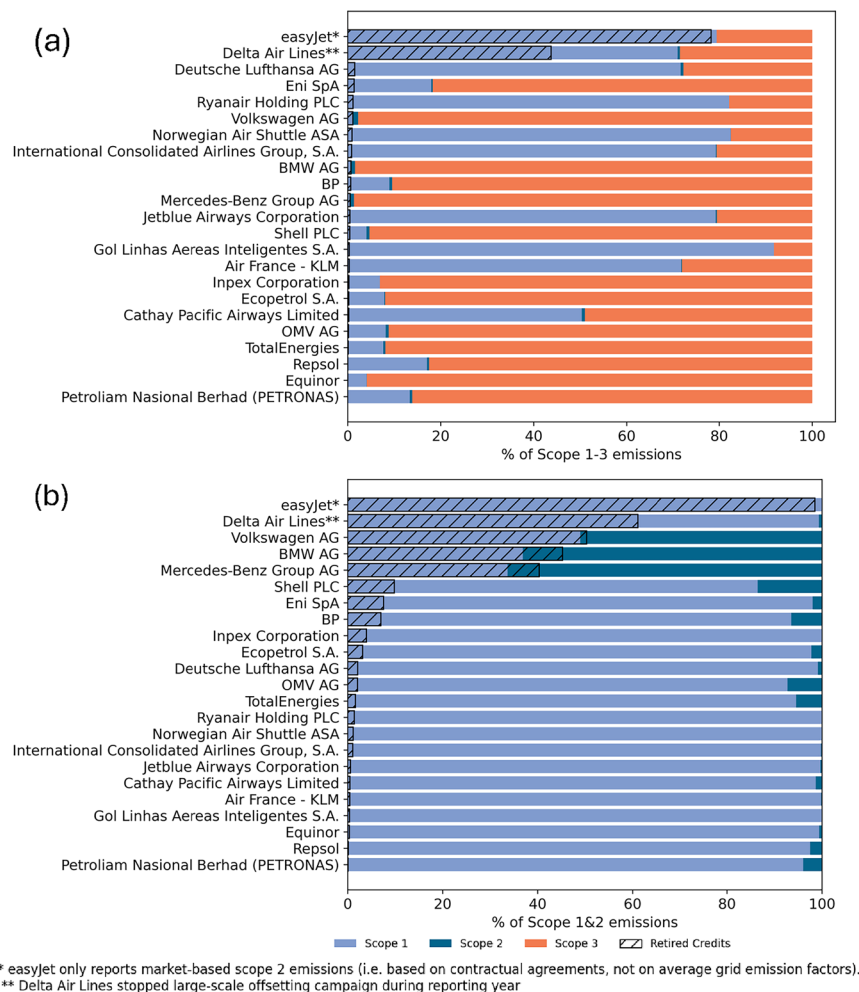 (a)
easyJet*
Delta Air Lines**
Deutsche Lufthansa AG
Eni SpA
Ryanair Holding PLC
Volkswagen AG
Norwegian Air Shuttle ASA
International Consolidated Airlines Group, S.A.
BMW AG
BP
Mercedes-Benz Group AG
Jetblue Airways Corporation
Shell PLC
Gol Linhas Aereas Inteligentes S.A.
Air France - KLM
Inpex Corporation
Ecopetrol S.A.
Cathay Pacific Airways Limited
OMV AG
TotalEnergies
Repsol
Equinor
Petroliam Nasional Berhad (PETRONAS)
0 20 40 60 80 100
% of Scope 1-3 emissions
(b)
easyJet*
Delta Air Lines**
Volkswagen AG
BMW AG
Mercedes-Benz Group AG
Shell PLC
Eni SpA
BP
Inpex Corporation
Ecopetrol S.A.
Deutsche Lufthansa AG
OMV AG
TotalEnergies
Ryanair Holding PLC
Norwegian Air Shuttle ASA
International Consolidated Airlines Group, S.A.
Jetblue Airways Corporation
Cathay Pacific Airways Limited
Air France - KLM
Gol Linhas Aereas Inteligentes S.A.
Equinor
Repsol
Petroliam Nasional Berhad (PETRONAS)
0 20 40 60 80 100
% of Scope 1&2 emissions
Scope 1 Scope 2 Scope 3 Retired Credits
* easyJet only reports market-based scope 2 emissions (i.e. based on contractual agreements, not on average grid emission factors).
** Delta Air Lines stopped large-scale offsetting campaign during reporting year